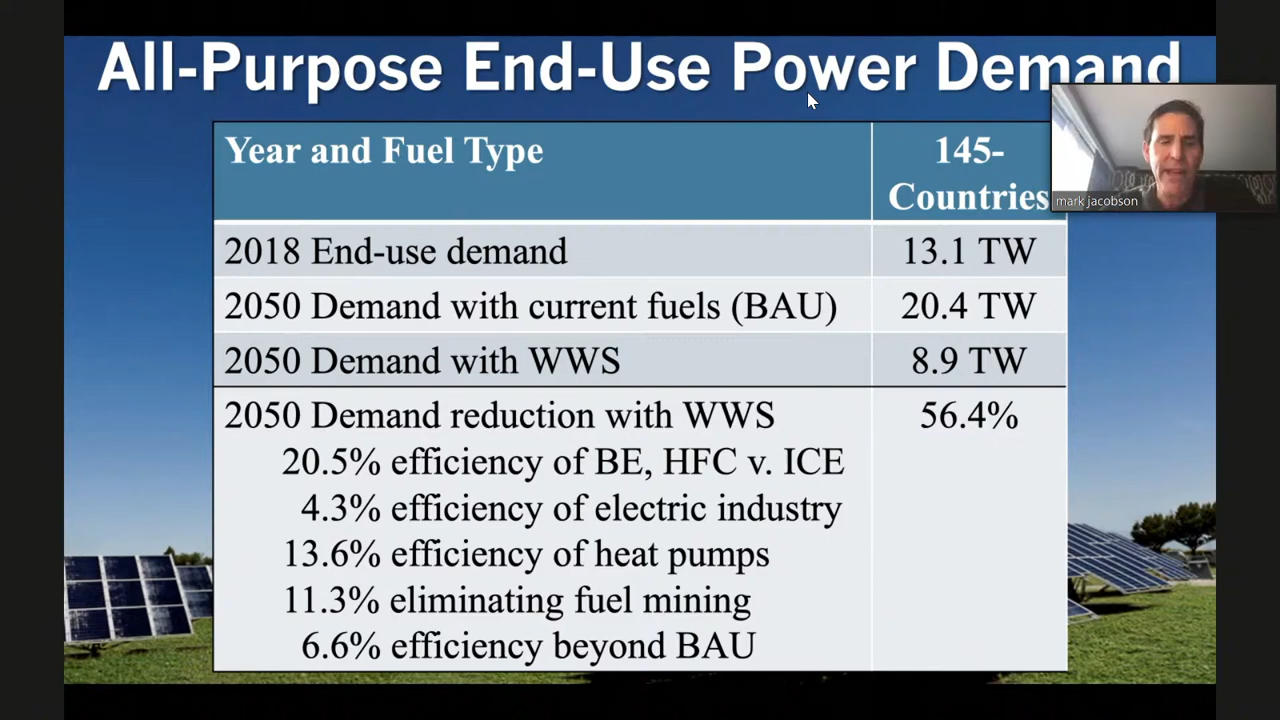 All-Purpose End-Use Power Demand
Year and Fuel Type
145-
Countries
mark jacobson
2018 End-use demand 13.1 TW
2050 Demand with current fuels (BAU) 20.4 TW
2050 Demand with WWS 8.9 TW
2050 Demand reduction with WWS 56.4%
20.5% efficiency of BE, HFC v. ICE
4.3% efficiency of electric industry
13.6% efficiency of heat pumps
11.3% eliminating fuel mining
6.6% efficiency beyond BAU